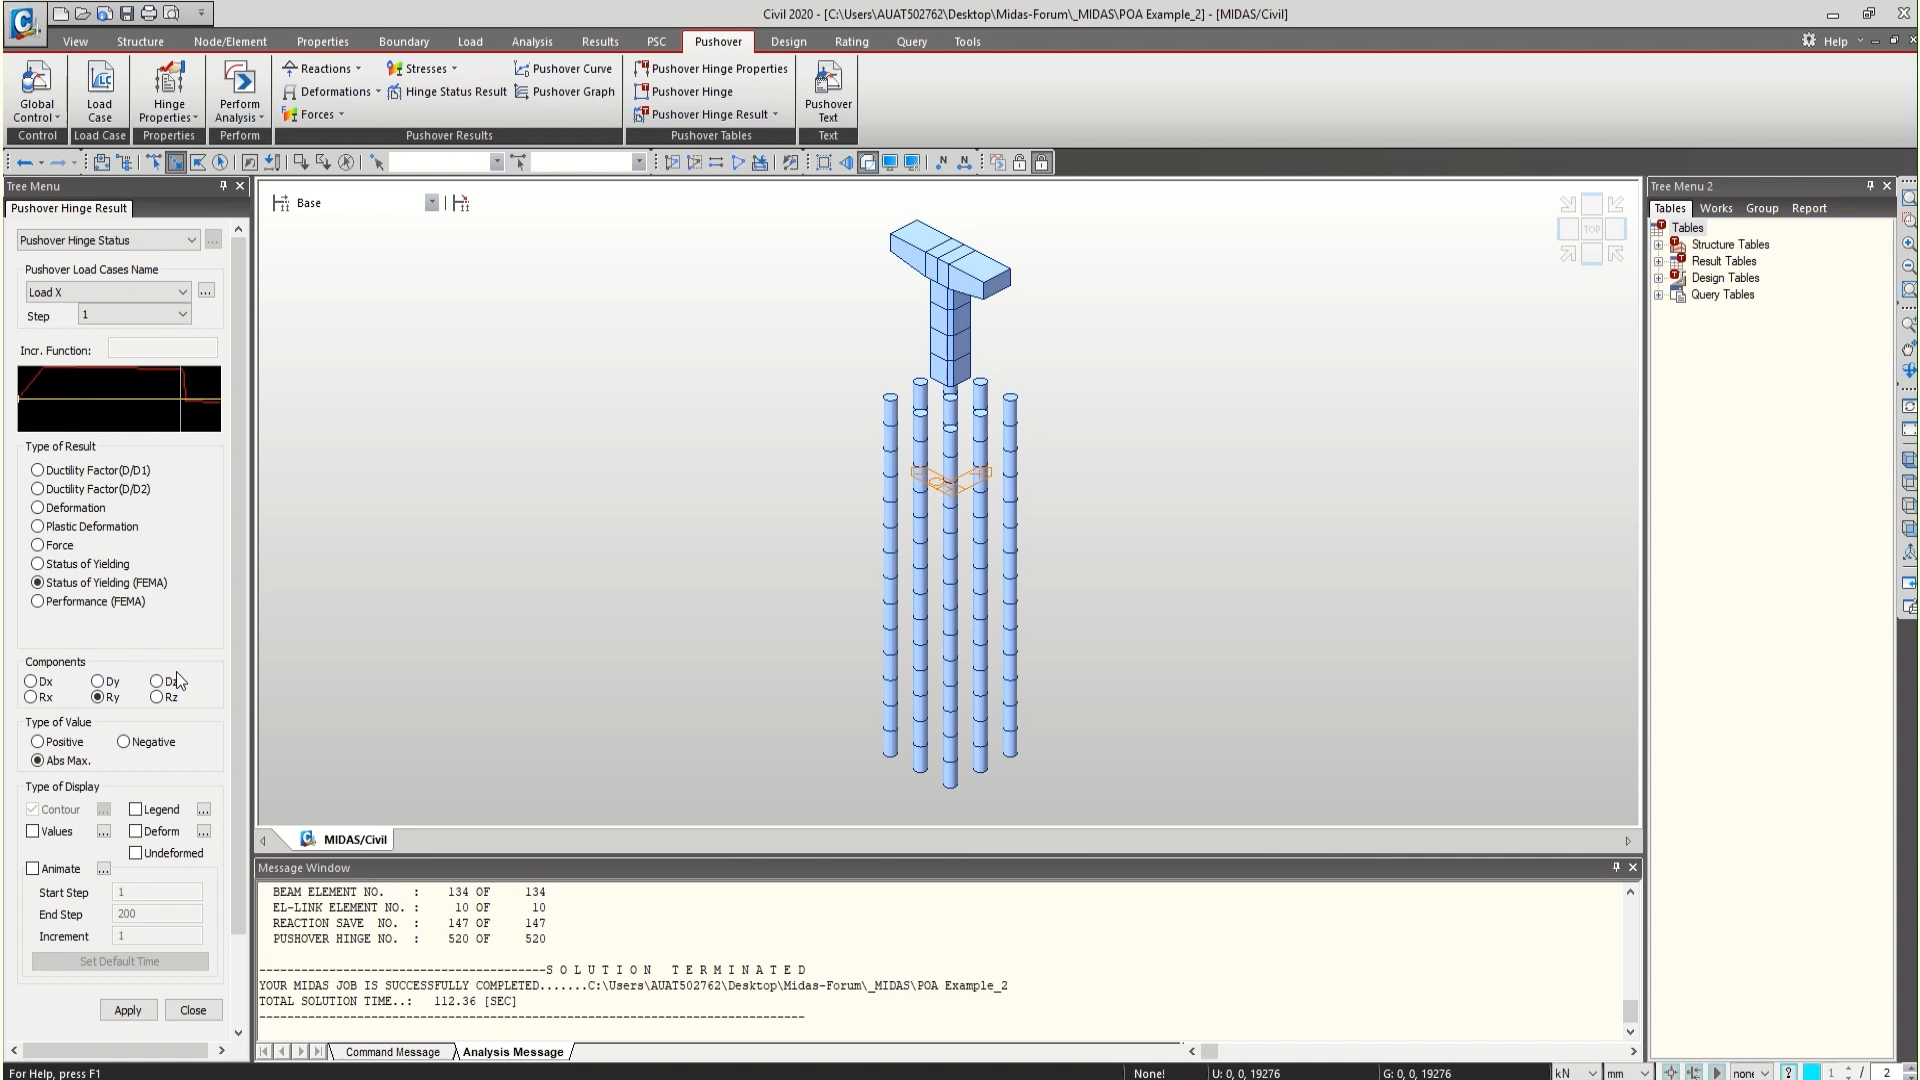 Civil 2020 - [C:\Users\AUAT502762\Desktop\Midas-Forum\_MIDAS\POA Example_2] - [MIDAS/Civil]
View Structure Node/Element Properties Boundary Load Analysis Results PSC Pushover Design Rating Query Tools Help
Global Control
Load Case
Hinge Properties
Perform Analysis
Reactions Stresses Pushover Curve
Deformations Hinge Status Result Pushover Graph
Forces
Pushover Hinge Properties
Pushover Hinge
Pushover Hinge Result
Pushover Text
Control Load Case Properties Perform Pushover Results Pushover Tables Text
Tree Menu
Pushover Hinge Result
Pushover Hinge Status
Pushover Load Cases Name
Load X
Step 1
Incr. Function:
Type of Result
Ductility Factor(D/D1)
Ductility Factor(D/D2)
Deformation
Plastic Deformation
Force
Status of Yielding
Status of Yielding (FEMA)
Performance (FEMA)
Components
Dx Dy Dz
Rx Ry Rz
Type of Value
Positive Negative
Abs Max.
Type of Display
Contour Legend
Values Deform
Undeformed
Animate
Start Step 1
End Step 200
Increment 1
Set Default Time
Apply Close
Base
TOP
MIDAS/Civil
Message Window
BEAM ELEMENT NO. : 134 OF 134
EL-LINK ELEMENT NO. : 10 OF 10
REACTION SAVE NO. : 147 OF 147
PUSHOVER HINGE NO. : 520 OF 520
-----------------------------------------SOLUTION TERMINATED
YOUR MIDAS JOB IS SUCCESSFULLY COMPLETED.......C:\Users\AUAT502762\Desktop\Midas-Forum\_MIDAS\POA Example_2
TOTAL SOLUTION TIME..: 112.36 [SEC]
------------------------------------------------------------------------------
Command Message Analysis Message
Tree Menu 2
Tables Works Group Report
Tables
Structure Tables
Result Tables
Design Tables
Query Tables
For Help, press F1 None! U: 0, 0, 19276 G: 0, 0, 19276 kN mm none ? 1 / 2